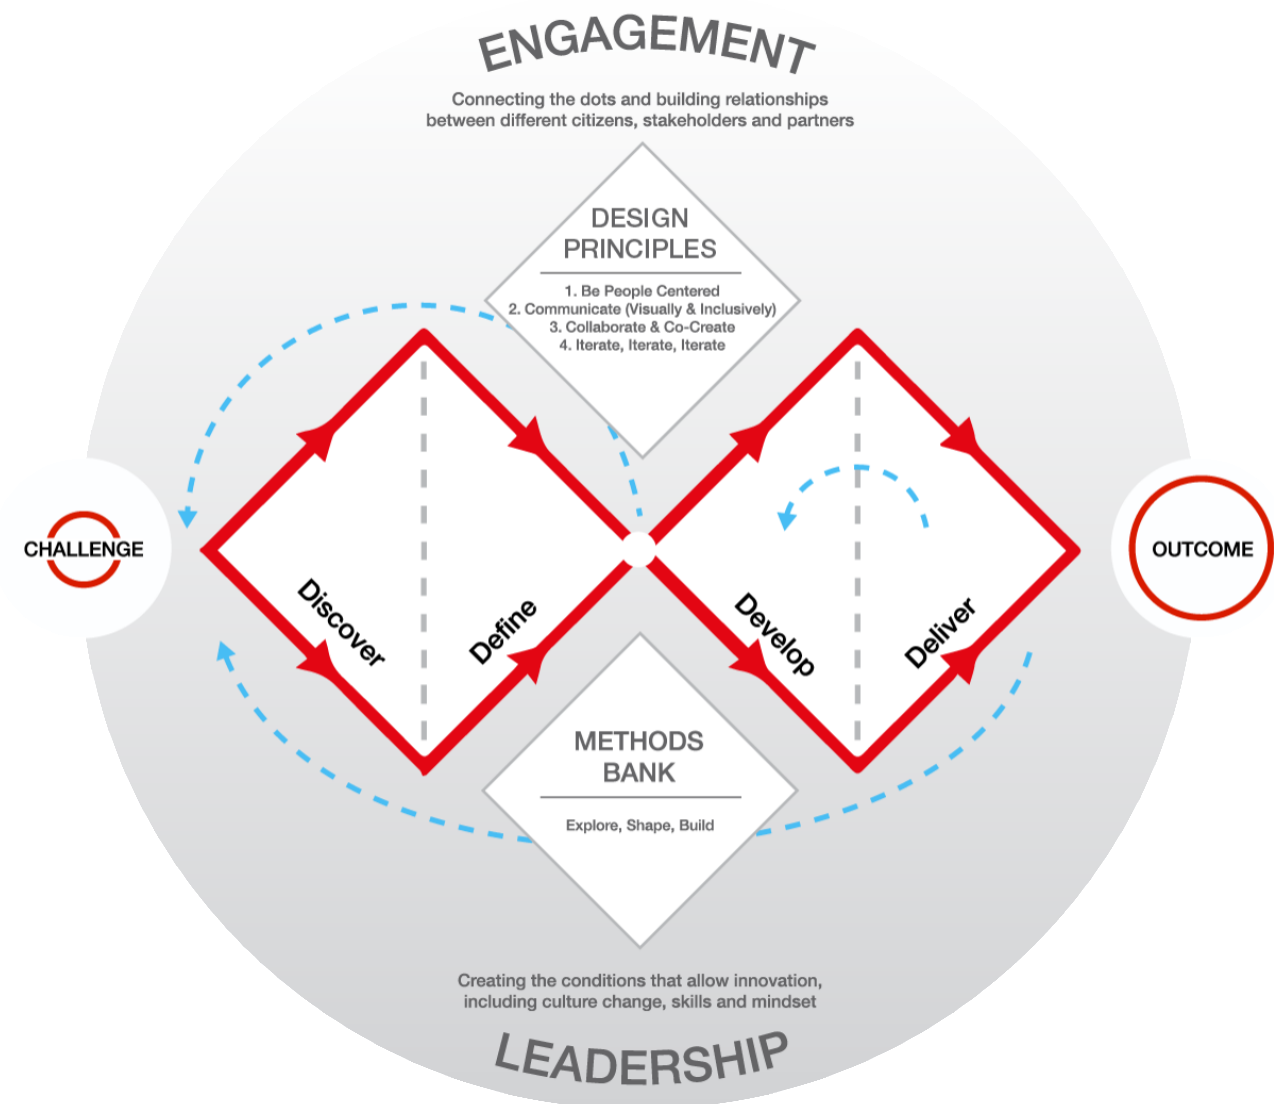 ENGAGEMENT
Connecting the dots and building relationships
between different citizens, stakeholders and partners
DESIGN
PRINCIPLES
1. Be People Centered
2. Communicate (Visually & Inclusively)
3. Collaborate & Co-Create
4. Iterate, Iterate, Iterate
CHALLENGE
Discover
Define
Develop
Deliver
OUTCOME
METHODS
BANK
Explore, Shape, Build
Creating the conditions that allow innovation,
including culture change, skills and mindset
LEADERSHIP